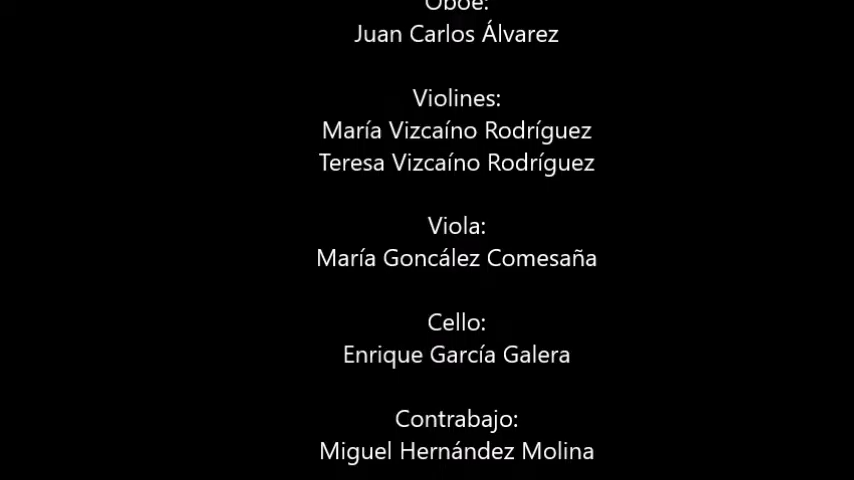 Oboe:
Juan Carlos Álvarez
Violines:
María Vizcaíno Rodríguez
Teresa Vizcaíno Rodríguez
Viola:
María Goncález Comesaña
Cello:
Enrique García Galera
Contrabajo:
Miguel Hernández Molina